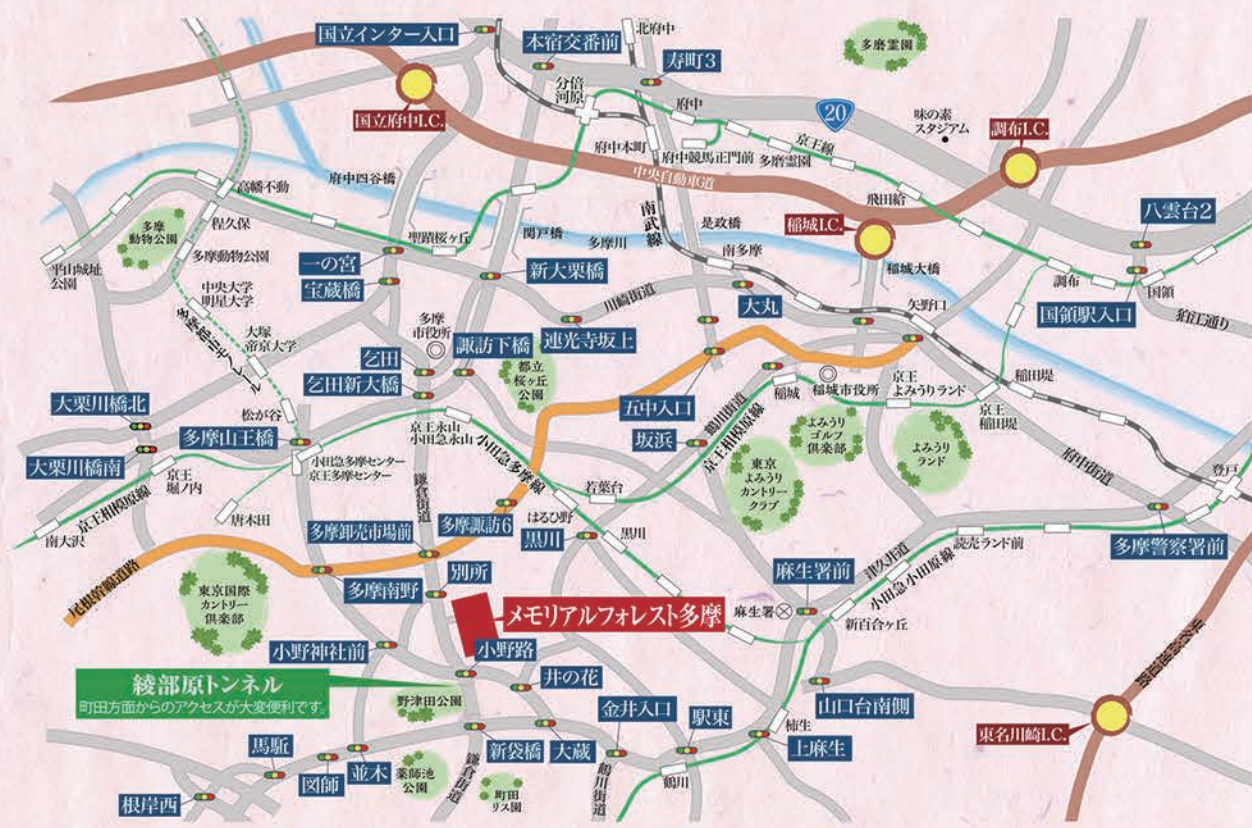 国立インター入口
本宿交番前
北府中
寿町3
多磨霊園
国立府中I.C.
分倍
河原
府中
20
味の素
スタジアム
調布I.C.
府中本町
府中競馬正門前
多磨霊園
京王線
中央自動車道
飛田給
高幡不動
府中四谷橋
南武線
是政橋
稲城I.C.
八雲台2
多摩
動物公園
程久保
聖蹟桜ヶ丘
関戸橋
多摩川
南多摩
稲城大橋
平山城址
公園
多摩動物公園
一の宮
宝蔵橋
新大栗橋
川崎街道
大丸
矢野口
調布
国領
国領駅入口
狛江通り
中央大学
明星大学
多摩都市モノレール
大塚
帝京大学
多摩
市役所
諏訪下橋
連光寺坂上
乞田
乞田新大橋
都立
桜ヶ丘
公園
五中入口
稲城
稲城市役所
京王
よみうりランド
稲田堤
京王
稲田堤
大栗川橋北
松が谷
多摩山王橋
大栗川橋南
京王永山
小田急永山
小田急多摩線
坂浜
鶴川街道
京王相模原線
よみうり
ゴルフ
倶楽部
よみうり
ランド
府中街道
登戸
京王
堀ノ内
小田急多摩センター
京王多摩センター
鎌倉街道
東京
よみうり
カントリー
クラブ
京王相模原線
南大沢
唐木田
若葉台
多摩卸売市場前
多摩諏訪6
はるひ野
黒川
黒川
読売ランド前
多摩警察署前
津久井道
小田急小田原線
尾根幹線道路
東京国際
カントリー
倶楽部
多摩南野
別所
麻生署前
メモリアルフォレスト多摩
麻生署
新百合ヶ丘
東名高速道路
小野神社前
小野路
綾部原トンネル
町田方面からのアクセスが大変便利です。
井の花
野津田公園
金井入口
駅東
柿生
山口台南側
東名川崎I.C.
馬駈
図師
並木
薬師池
公園
新袋橋
大蔵
上麻生
鎌倉街道
町田
リス園
鶴川街道
鶴川
根岸西